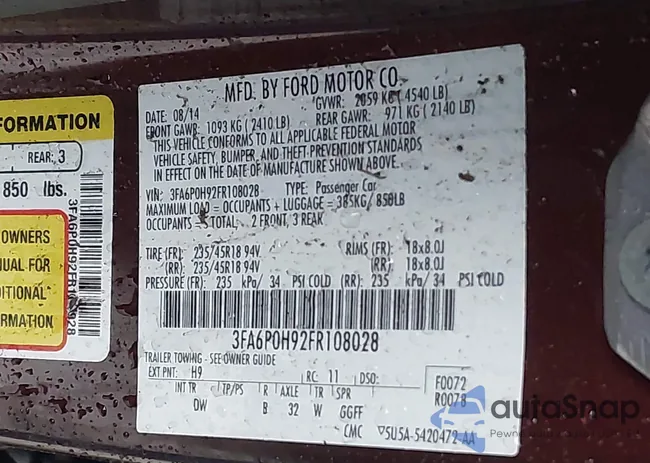 FORMATION
REAR: 3
850 lbs.
OWNERS
NUAL FOR
DITIONAL
RMATION
MFD. BY FORD MOTOR CO.
DATE: 08/14 GVWR: 2059 KG (4540 LB)
FRONT GAWR: 1093 KG (2410 LB) REAR GAWR: 971 KG (2140 LB)
THIS VEHICLE CONFORMS TO ALL APPLICABLE FEDERAL MOTOR
VEHICLE SAFETY, BUMPER, AND THEFT PREVENTION STANDARDS
IN EFFECT ON THE DATE OF MANUFACTURE SHOWN ABOVE.
VIN: 3FA6P0H92FR108028 TYPE: Passenger Car
MAXIMUM LOAD = OCCUPANTS + LUGGAGE = 385KG/ 850LB
OCCUPANTS = 5 TOTAL, 2 FRONT, 3 REAR
TIRE (FR): 235/45R18 94V RIMS (FR): 18x8.0J
(RR): 235/45R18 94V (RR): 18x8.0J
PRESSURE (FR): 235 kPa/ 34 PSI COLD (RR): 235 kPa/ 34 PSI COLD
3FA6P0H92FR108028
TRAILER TOWING - SEE OWNER GUIDE
EXT PNT: H9 RC: 11 DSO:
F0072
R0078
INT TR TP/PS R AXLE TR SPR
DW B 32 W GGFF
CMC 5U5A-5420472-AA
autoSnap